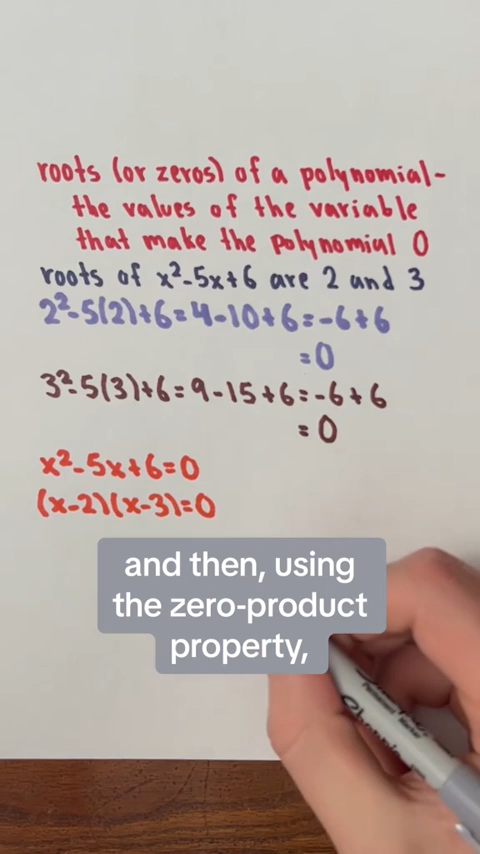 roots (or zeros) of a polynomial-
the values of the variable
that make the polynomial 0
roots of x²-5x+6 are 2 and 3
2²-5(2)+6=4-10+6=-6+6
=0
3²-5(3)+6=9-15+6=-6+6
=0
x²-5x+6=0
(x-2)(x-3)=0
and then, using
the zero-product
property,